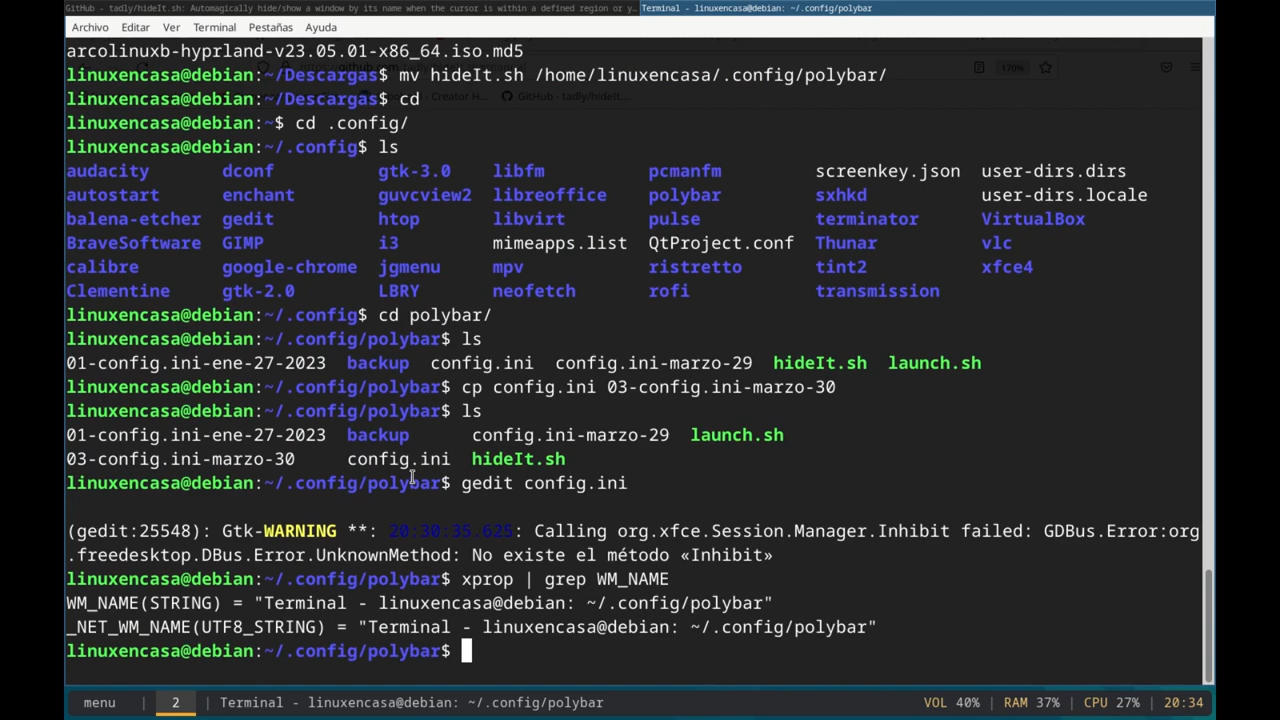 GitHub - tadly/hideIt.sh: Automagically hide/show a window by its name when the cursor is within a defined region or y...
Terminal - linuxencasa@debian: ~/.config/polybar
Archivo Editar Ver Terminal Pestañas Ayuda
arcolinuxb-hyprland-v23.05.01-x86_64.iso.md5
linuxencasa@debian:~/Descargas$ mv hideIt.sh /home/linuxencasa/.config/polybar/
170%
linuxencasa@debian:~/Descargas$ cd
GitHub - tadly/hideIt...
linuxencasa@debian:~$ cd .config/
linuxencasa@debian:~/.config$ ls
audacity dconf gtk-3.0 libfm pcmanfm screenkey.json user-dirs.dirs
autostart enchant guvcview2 libreoffice polybar sxhkd user-dirs.locale
balena-etcher gedit htop libvirt pulse terminator VirtualBox
BraveSoftware GIMP i3 mimeapps.list QtProject.conf Thunar vlc
calibre google-chrome jgmenu mpv ristretto tint2 xfce4
Clementine gtk-2.0 LBRY neofetch rofi transmission
linuxencasa@debian:~/.config$ cd polybar/
linuxencasa@debian:~/.config/polybar$ ls
01-config.ini-ene-27-2023 backup config.ini config.ini-marzo-29 hideIt.sh launch.sh
linuxencasa@debian:~/.config/polybar$ cp config.ini 03-config.ini-marzo-30
linuxencasa@debian:~/.config/polybar$ ls
01-config.ini-ene-27-2023 backup config.ini-marzo-29 launch.sh
03-config.ini-marzo-30 config.ini hideIt.sh
linuxencasa@debian:~/.config/polybar$ gedit config.ini
(gedit:25548): Gtk-WARNING **: 20:30:35.625: Calling org.xfce.Session.Manager.Inhibit failed: GDBus.Error:org
.freedesktop.DBus.Error.UnknownMethod: No existe el método «Inhibit»
linuxencasa@debian:~/.config/polybar$ xprop | grep WM_NAME
WM_NAME(STRING) = "Terminal - linuxencasa@debian: ~/.config/polybar"
_NET_WM_NAME(UTF8_STRING) = "Terminal - linuxencasa@debian: ~/.config/polybar"
linuxencasa@debian:~/.config/polybar$
menu | 2 | Terminal - linuxencasa@debian: ~/.config/polybar VOL 40% | RAM 37% | CPU 27% | 20:34